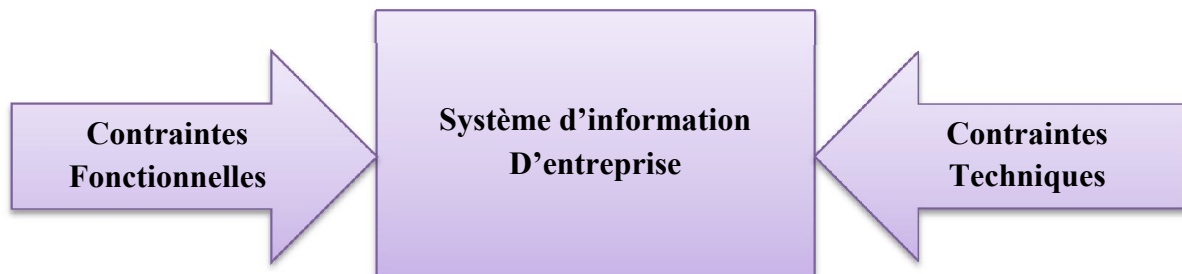 Contraintes
Fonctionnelles
Système d’information
D’entreprise
Contraintes
Techniques